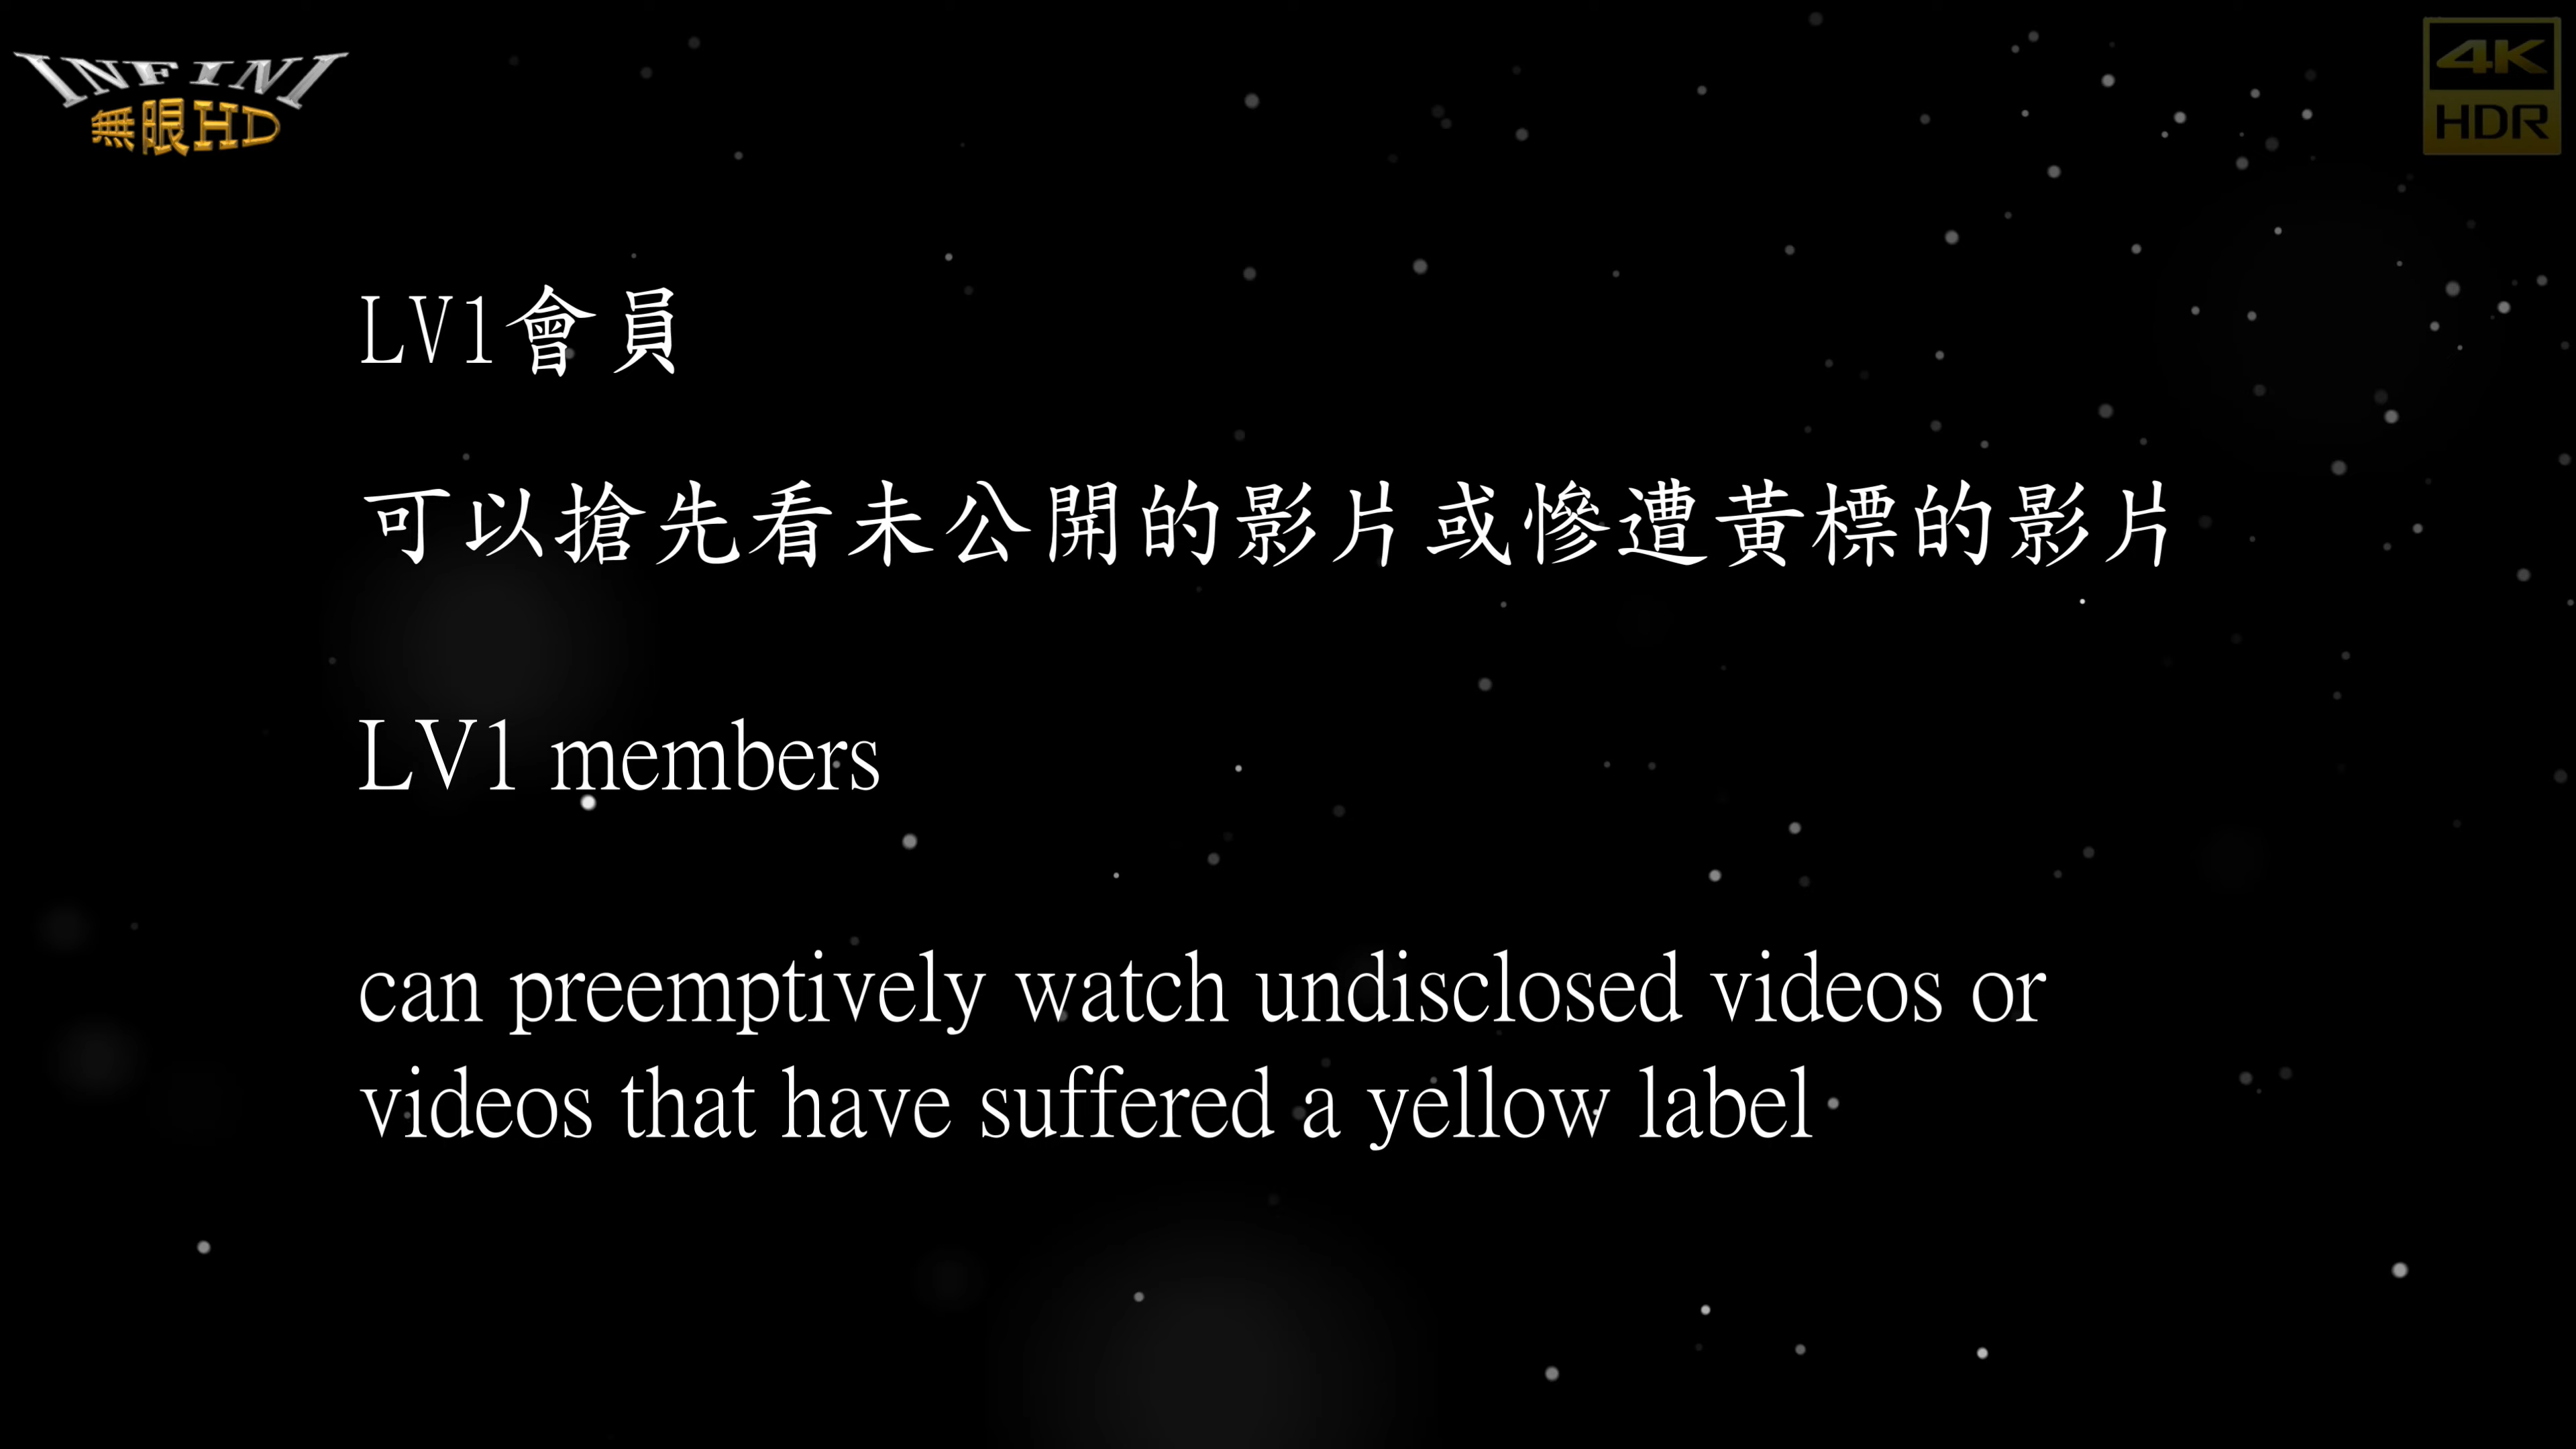 INFINI
無限HD
4K
HDR
LV1會員
可以搶先看未公開的影片或慘遭黃標的影片
LV1 members
can preemptively watch undisclosed videos or
videos that have suffered a yellow label